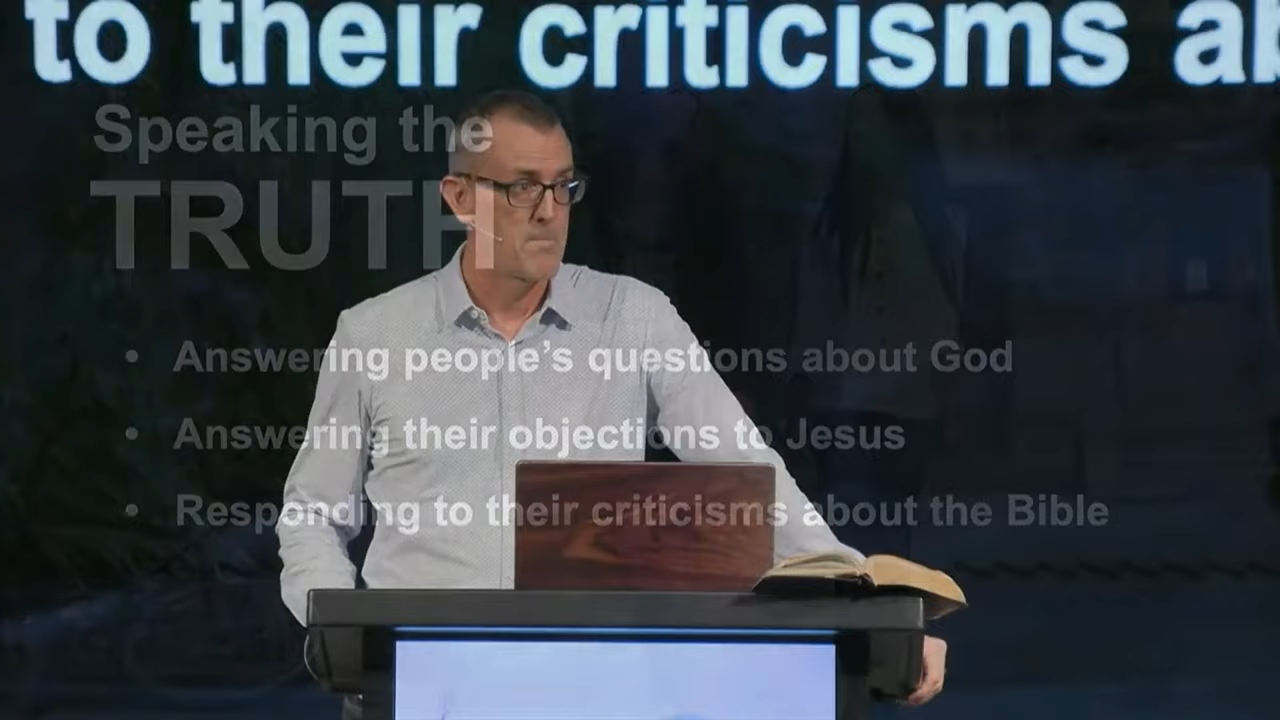 to their criticisms ab
Speaking the
TRUTH
• Answering people's questions about God
• Answering their objections to Jesus
• Responding to their criticisms about the Bible